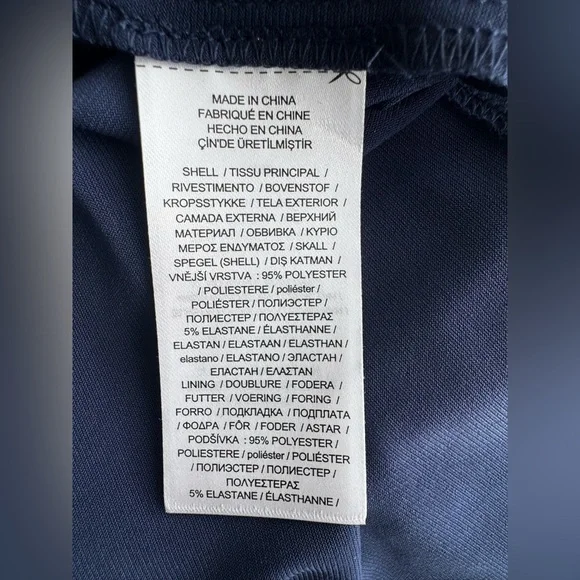 MADE IN CHINA
FABRIQUÉ EN CHINE
HECHO EN CHINA
ÇİN'DE ÜRETİLMİŞTİR
SHELL / TISSU PRINCIPAL /
RIVESTIMENTO / BOVENSTOF /
KROPSSTYKKE / TELA EXTERIOR /
CAMADA EXTERNA / ВЕРХНИЙ
МАТЕРИАЛ / ОБВИВКА / ΚΥΡΙΟ
ΜΕΡΟΣ ΕΝΔΥΜΑΤΟΣ / SKALL /
SPEGEL (SHELL) / DIŞ KATMAN /
VNĚJŠÍ VRSTVA : 95% POLYESTER
/ POLIESTERE / poliéster /
POLIÉSTER / ПОЛИЭСТЕР /
ПОЛИЕСТЕР / ΠΟΛΥΕΣΤΕΡΑΣ
5% ELASTANE / ÉLASTHANNE /
ELASTAN / ELASTAAN / ELASTHAN /
elastano / ELASTANO / ЭЛАСТАН /
ЕЛАСТАН / ΕΛΑΣΤΑΝ
LINING / DOUBLURE / FODERA /
FUTTER / VOERING / FORING /
FORRO / ПОДКЛАДКА / ПОДПЛАТА
/ ΦΟΔΡΑ / FÔR / FODER / ASTAR /
PODŠÍVKA : 95% POLYESTER /
POLIESTERE / poliéster / POLIÉSTER
/ ПОЛИЭСТЕР / ПОЛИЕСТЕР /
ΠΟΛΥΕΣΤΕΡΑΣ
5% ELASTANE / ÉLASTHANNE /